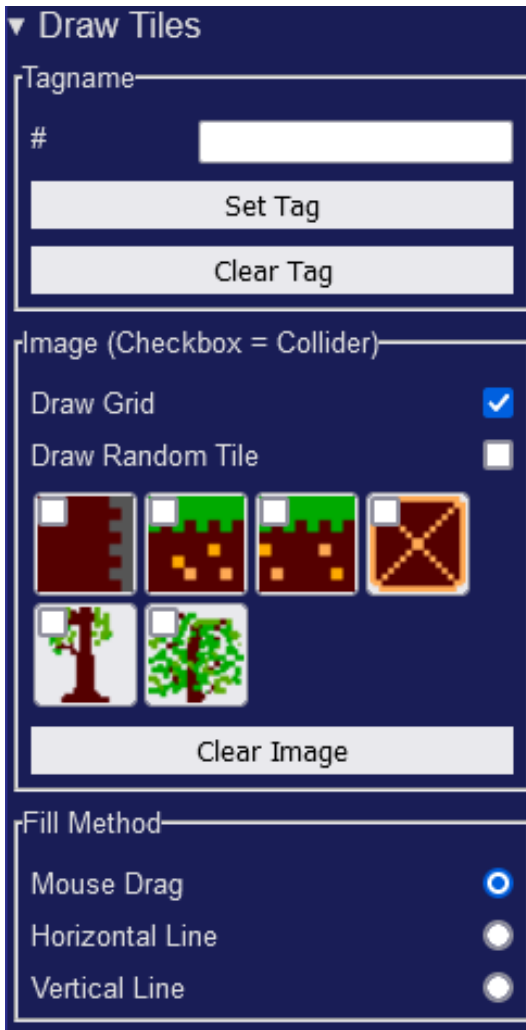 ▼ Draw Tiles
Tagname
#
Set Tag
Clear Tag
Image (Checkbox = Collider)
Draw Grid
Draw Random Tile
Clear Image
Fill Method
Mouse Drag
Horizontal Line
Vertical Line